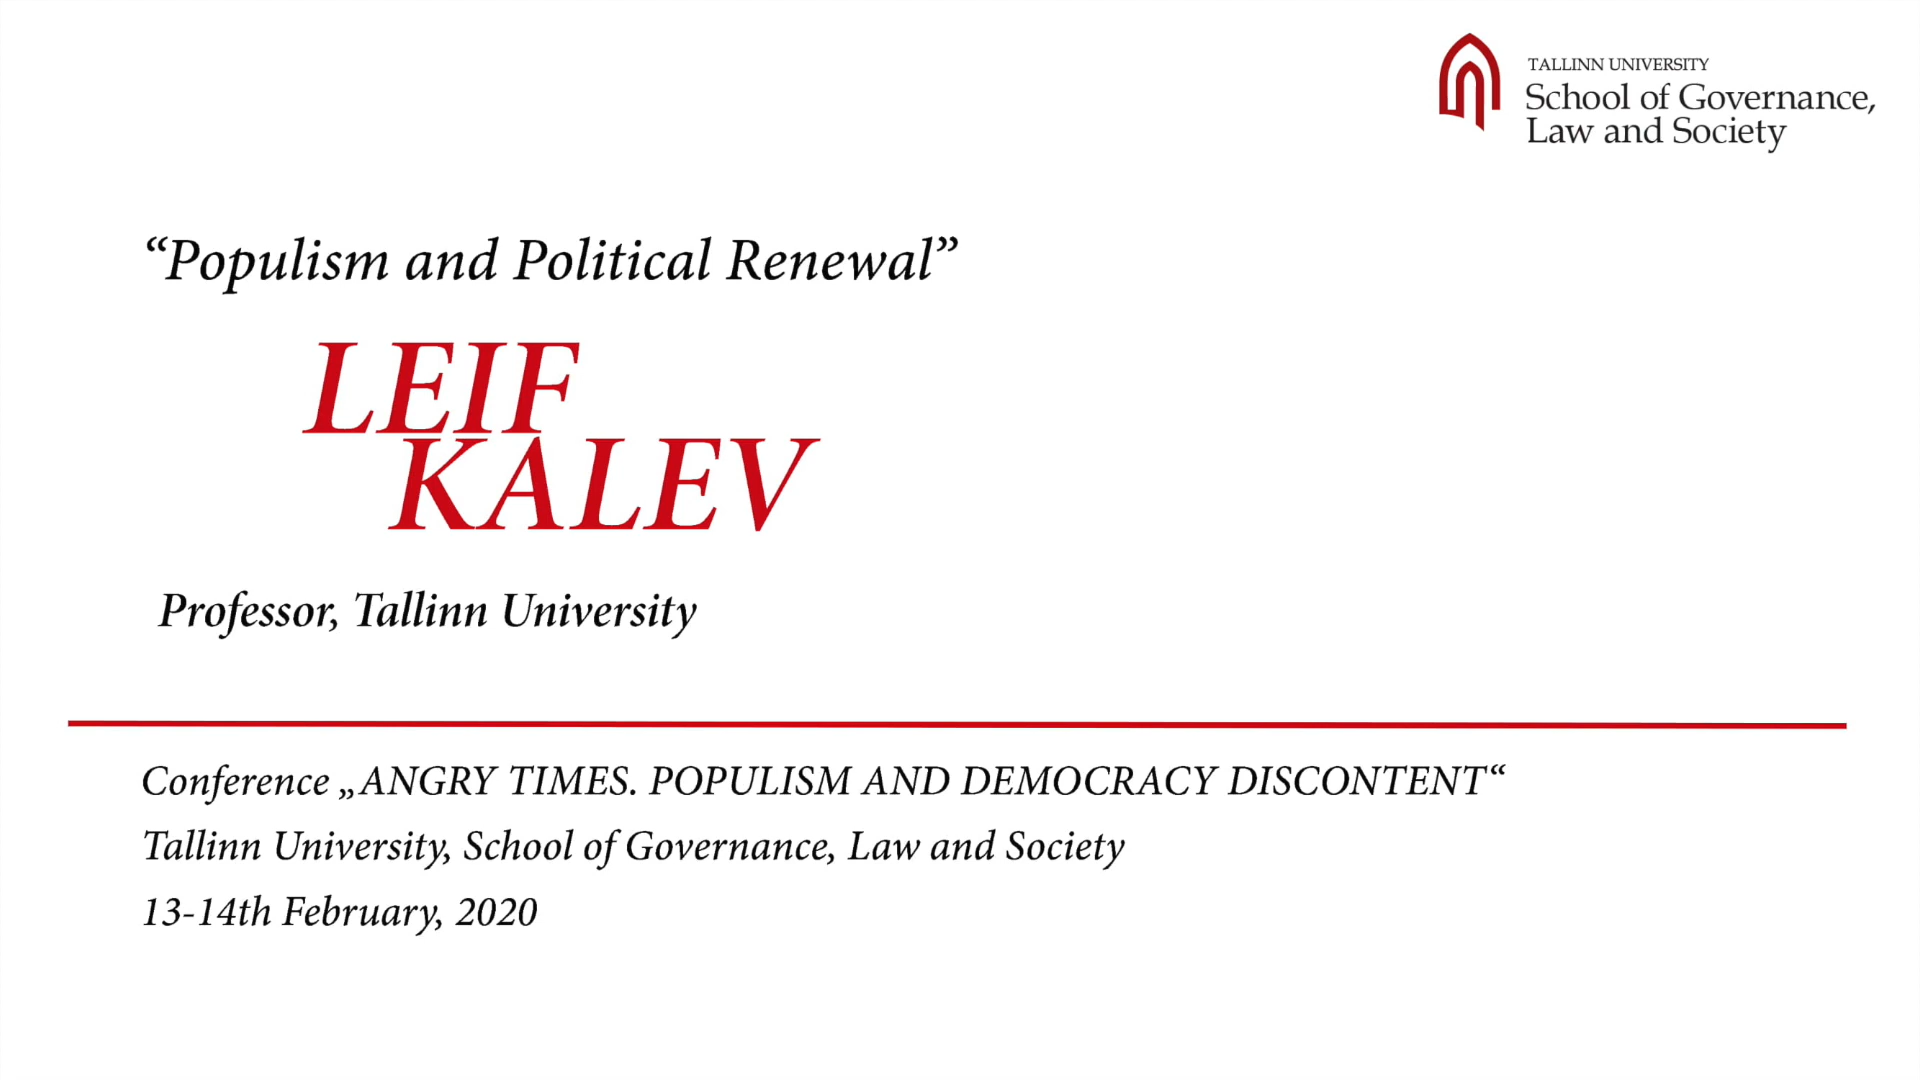 TALLINN UNIVERSITY
School of Governance,
Law and Society
“Populism and Political Renewal”
LEIF
KALEV
Professor, Tallinn University
Conference „ANGRY TIMES. POPULISM AND DEMOCRACY DISCONTENT“
Tallinn University, School of Governance, Law and Society
13-14th February, 2020